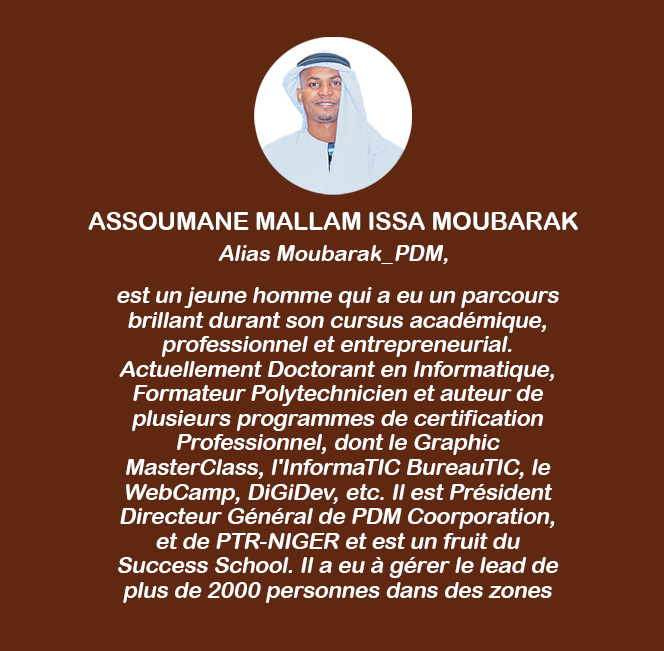 ASSOUMANE MALLAM ISSA MOUBARAK
Alias Moubarak_PDM,
est un jeune homme qui a eu un parcours
brillant durant son cursus académique,
professionnel et entrepreneurial.
Actuellement Doctorant en Informatique,
Formateur Polytechnicien et auteur de
plusieurs programmes de certification
Professionnel, dont le Graphic
MasterClass, l'InformaTIC BureauTIC, le
WebCamp, DiGiDev, etc. Il est Président
Directeur Général de PDM Coorporation,
et de PTR-NIGER et est un fruit du
Success School. Il a eu à gérer le lead de
plus de 2000 personnes dans des zones